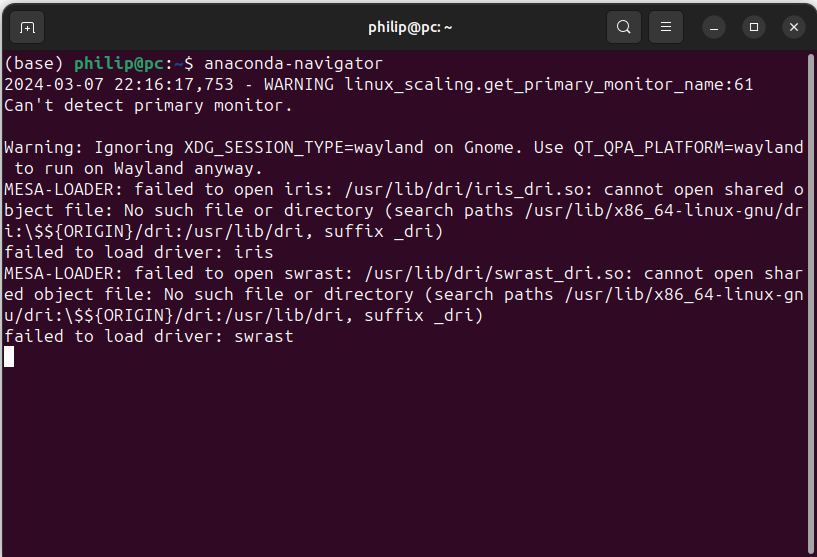 philip@pc: ~
(base) philip@pc:~$ anaconda-navigator
2024-03-07 22:16:17,753 - WARNING linux_scaling.get_primary_monitor_name:61
Can't detect primary monitor.
Warning: Ignoring XDG_SESSION_TYPE=wayland on Gnome. Use QT_QPA_PLATFORM=wayland
 to run on Wayland anyway.
MESA-LOADER: failed to open iris: /usr/lib/dri/iris_dri.so: cannot open shared o
bject file: No such file or directory (search paths /usr/lib/x86_64-linux-gnu/dr
i:\$${ORIGIN}/dri:/usr/lib/dri, suffix _dri)
failed to load driver: iris
MESA-LOADER: failed to open swrast: /usr/lib/dri/swrast_dri.so: cannot open shar
ed object file: No such file or directory (search paths /usr/lib/x86_64-linux-gn
u/dri:\$${ORIGIN}/dri:/usr/lib/dri, suffix _dri)
failed to load driver: swrast